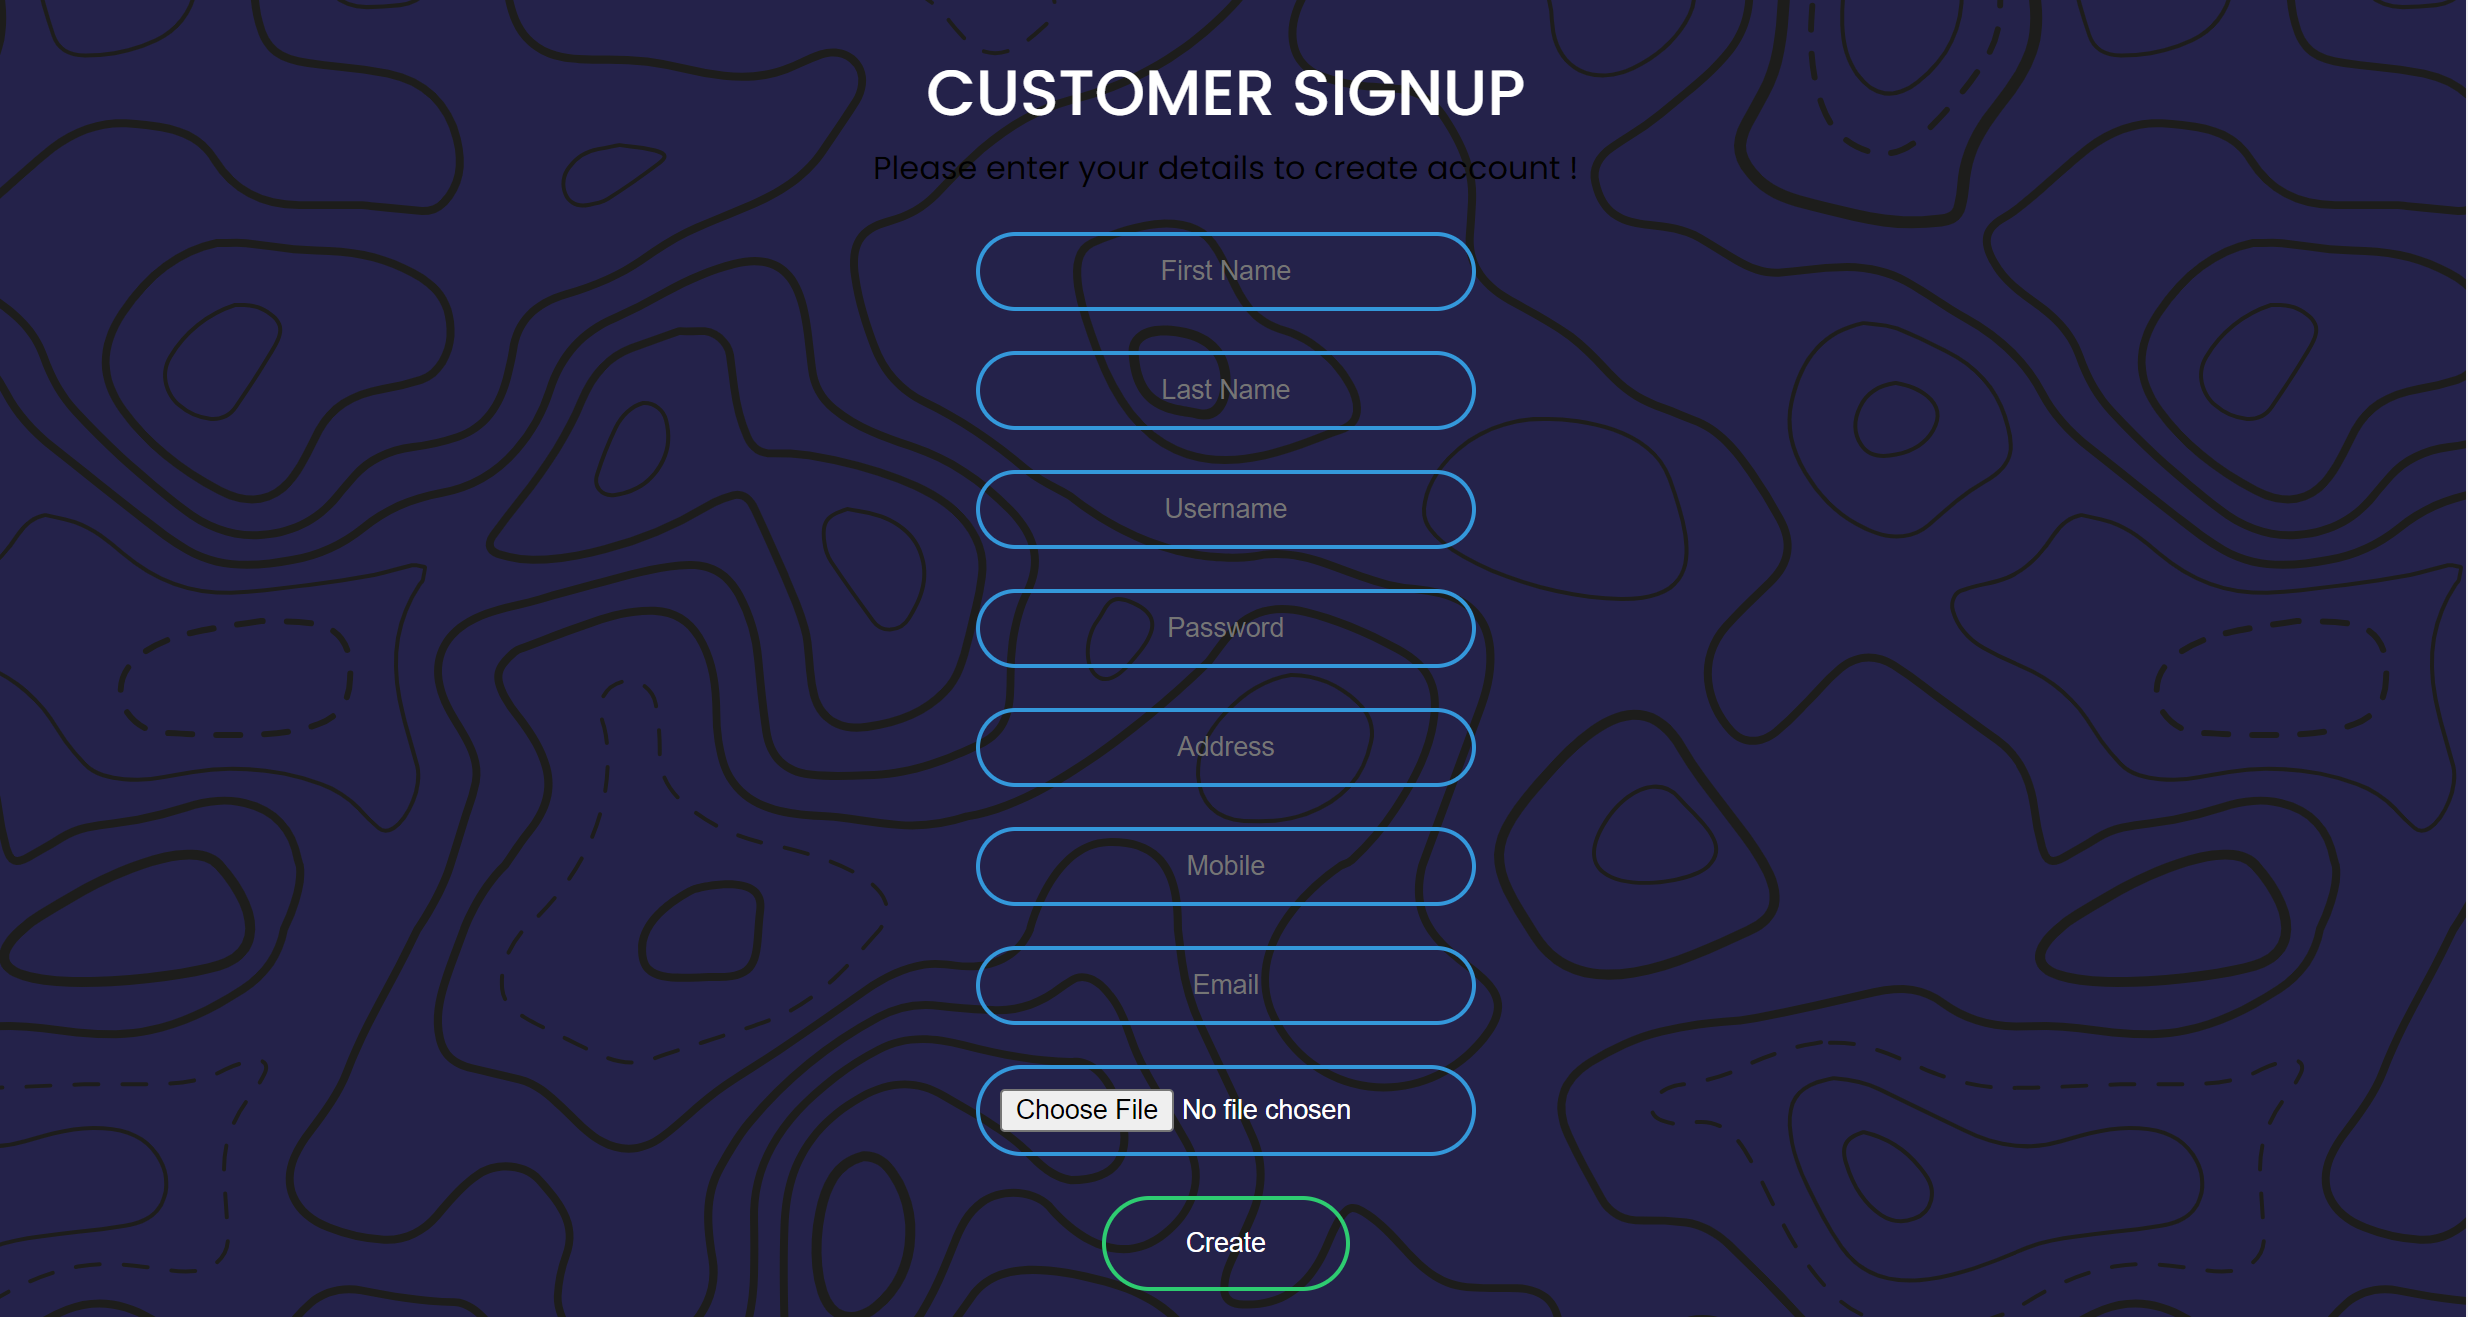 CUSTOMER SIGNUP
Please enter your details to create account !
First Name
Last Name
Username
Password
Address
Mobile
Email
Choose File No file chosen
Create